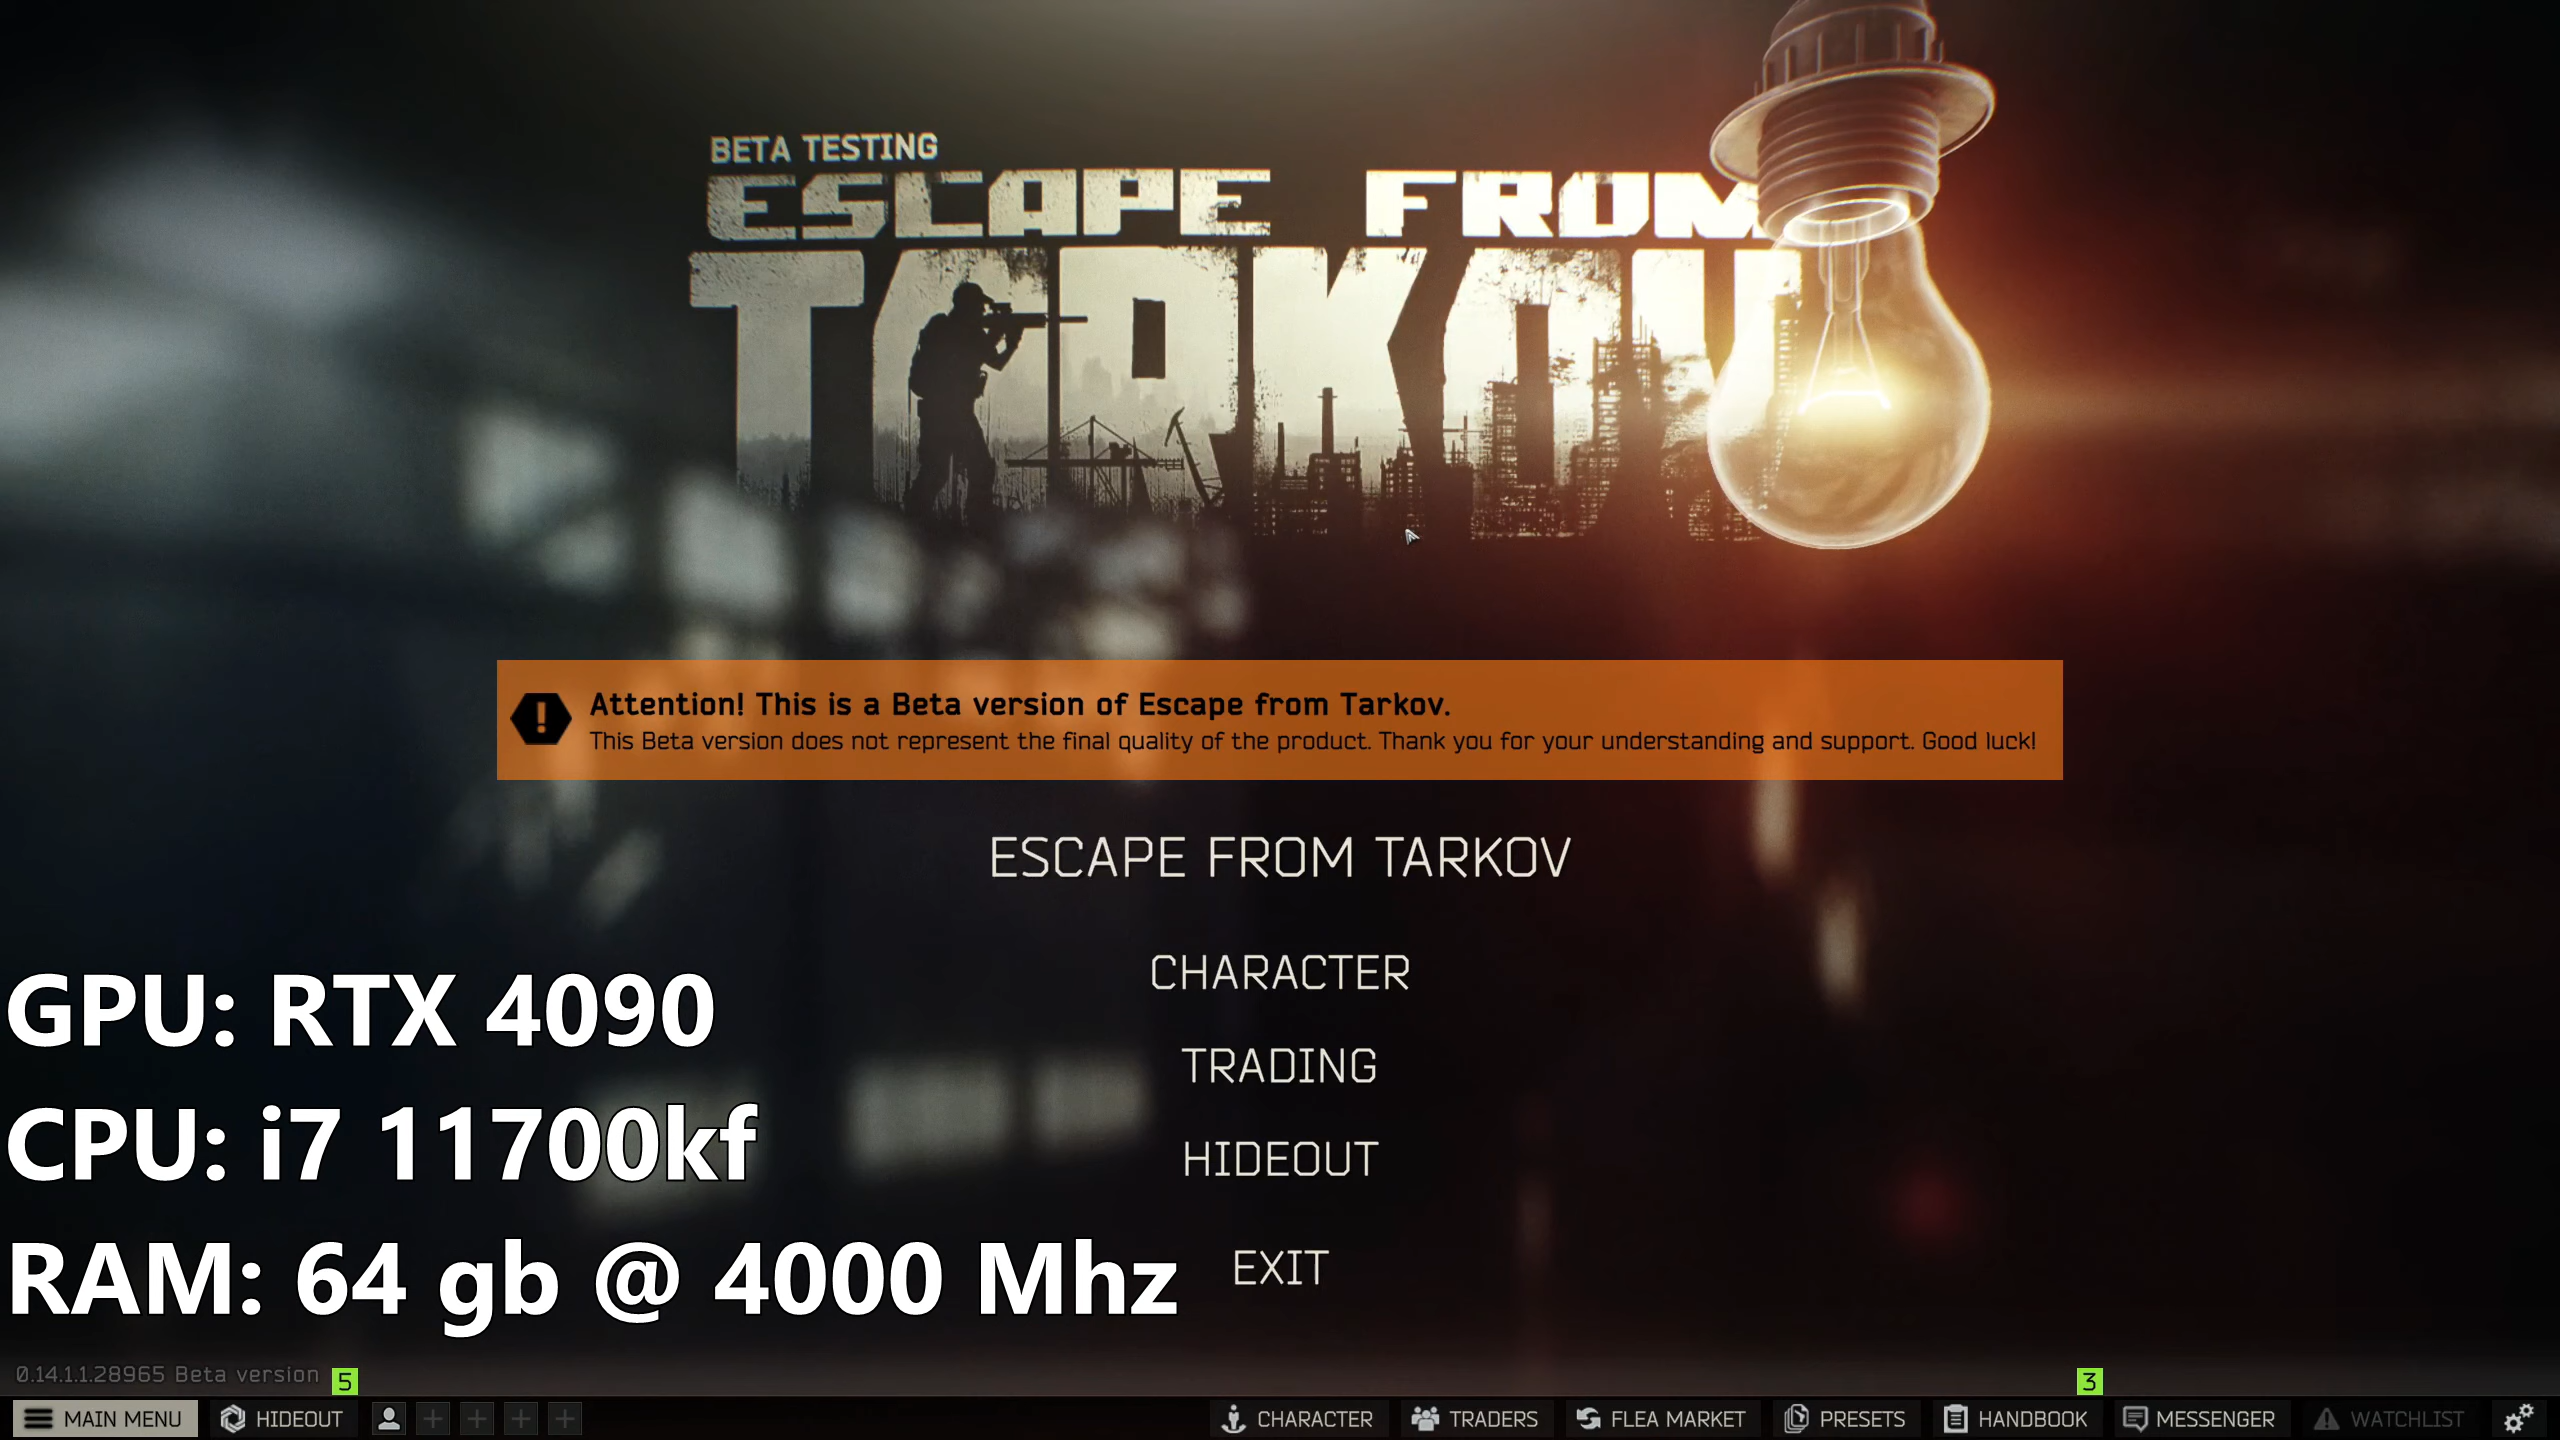 BETA TESTING
ESCAPE FROM
TARKOV
Attention! This is a Beta version of Escape from Tarkov.
This Beta version does not represent the final quality of the product. Thank you for your understanding and support. Good luck!
ESCAPE FROM TARKOV
CHARACTER
TRADING
HIDEOUT
EXIT
GPU: RTX 4090
CPU: i7 11700kf
RAM: 64 gb @ 4000 Mhz
0.14.1.1.28965 Beta version
5
3
MAIN MENU HIDEOUT CHARACTER TRADERS FLEA MARKET PRESETS HANDBOOK MESSENGER WATCHLIST